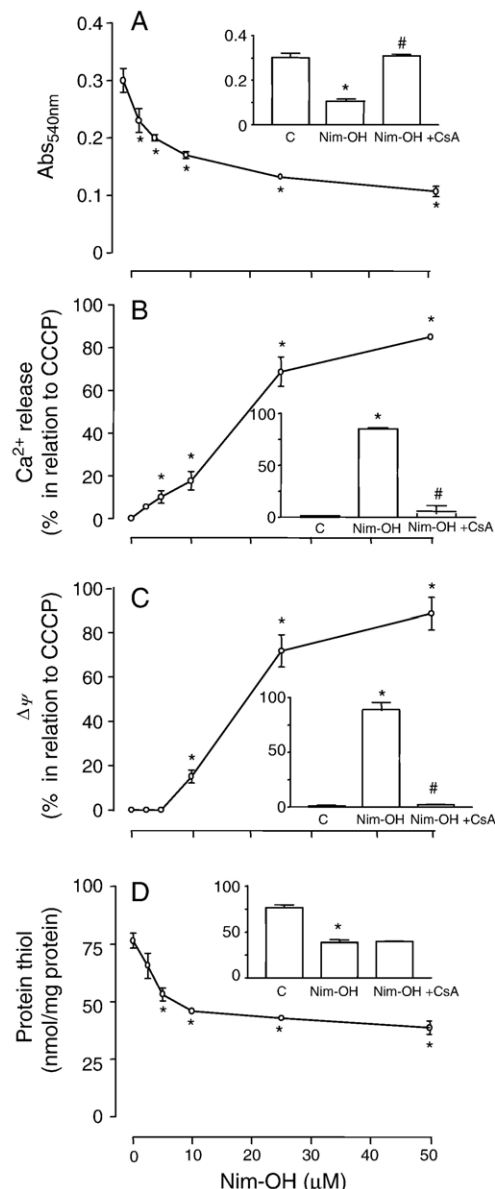 A
Abs540nm
0.4
0.3
0.2
0.1
0
* * * * *
0.4
0.2
0
* #
C Nim-OH Nim-OH +CsA
B
Ca2+ release
(% in relation to CCCP)
100
80
60
40
20
0
* * * *
100
50
0
* #
C Nim-OH Nim-OH +CsA
C
ΔΨ
(% in relation to CCCP)
100
80
60
40
20
0
* * *
100
50
0
* #
C Nim-OH Nim-OH +CsA
D
Protein thiol
(nmol/mg protein)
100
75
50
25
0
* * * *
100
50
0
*
C Nim-OH Nim-OH +CsA
0 10 20 30 40 50
Nim-OH (μM)